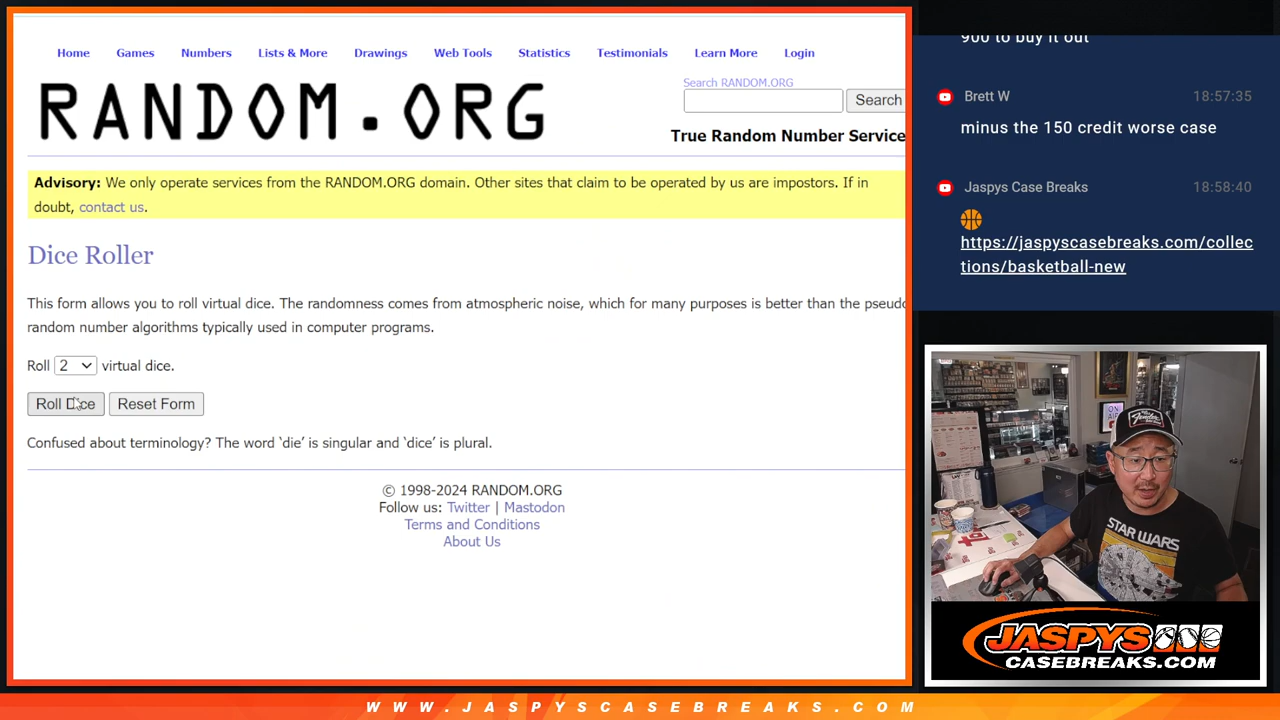 Home Games Numbers Lists & More Drawings Web Tools Statistics Testimonials Learn More Login
RANDOM.ORG
Search RANDOM.ORG
Search
True Random Number Service
Advisory: We only operate services from the RANDOM.ORG domain. Other sites that claim to be operated by us are impostors. If in
doubt, contact us.
Dice Roller
This form allows you to roll virtual dice. The randomness comes from atmospheric noise, which for many purposes is better than the pseudo
random number algorithms typically used in computer programs.
Roll 2 virtual dice.
Roll Dice Reset Form
Confused about terminology? The word ‘die’ is singular and ‘dice’ is plural.
© 1998-2024 RANDOM.ORG
Follow us: Twitter | Mastodon
Terms and Conditions
About Us
900 to buy it out
Brett W 18:57:35
minus the 150 credit worse case
Jaspys Case Breaks 18:58:40
https://jaspyscasebreaks.com/collec
tions/basketball-new
STAR WARS
JASPYS
CASEBREAKS.COM
WWW.JASPYSCASEBREAKS.COM